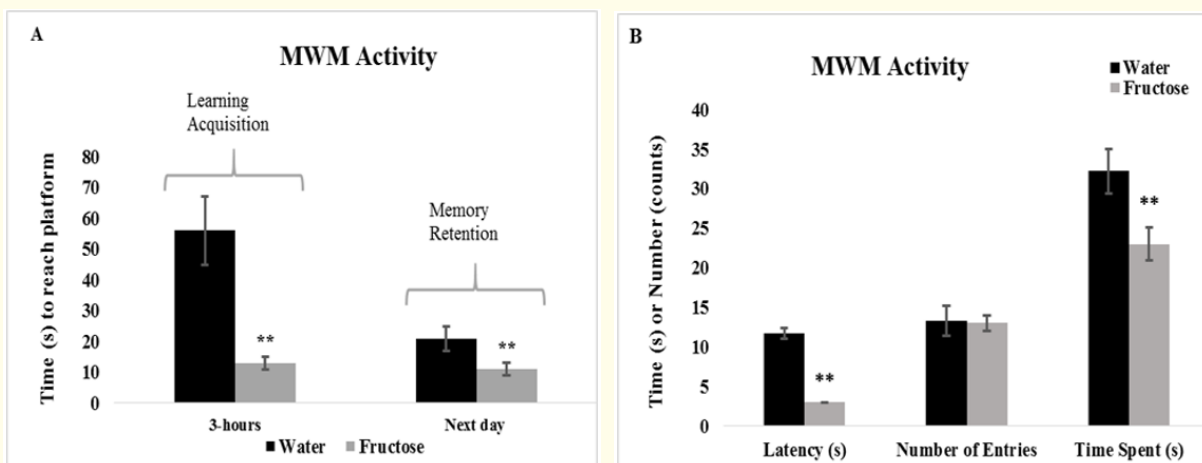 A
MWM Activity
Learning
Acquisition
Memory
Retention
Time (s) to reach platform
80
70
60
50
40
30
20
10
0
**
**
3-hours
Next day
Water
Fructose
B
MWM Activity
Water
Fructose
Time (s) or Number (counts)
40
35
30
25
20
15
10
5
0
**
**
Latency (s)
Number of Entries
Time Spent (s)